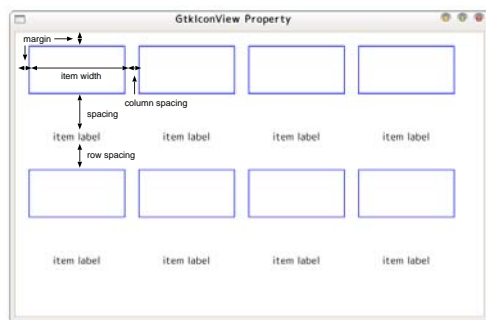 GtkIconView Property
margin
item width
column spacing
spacing
item label item label item label item label
row spacing
item label item label item label item label